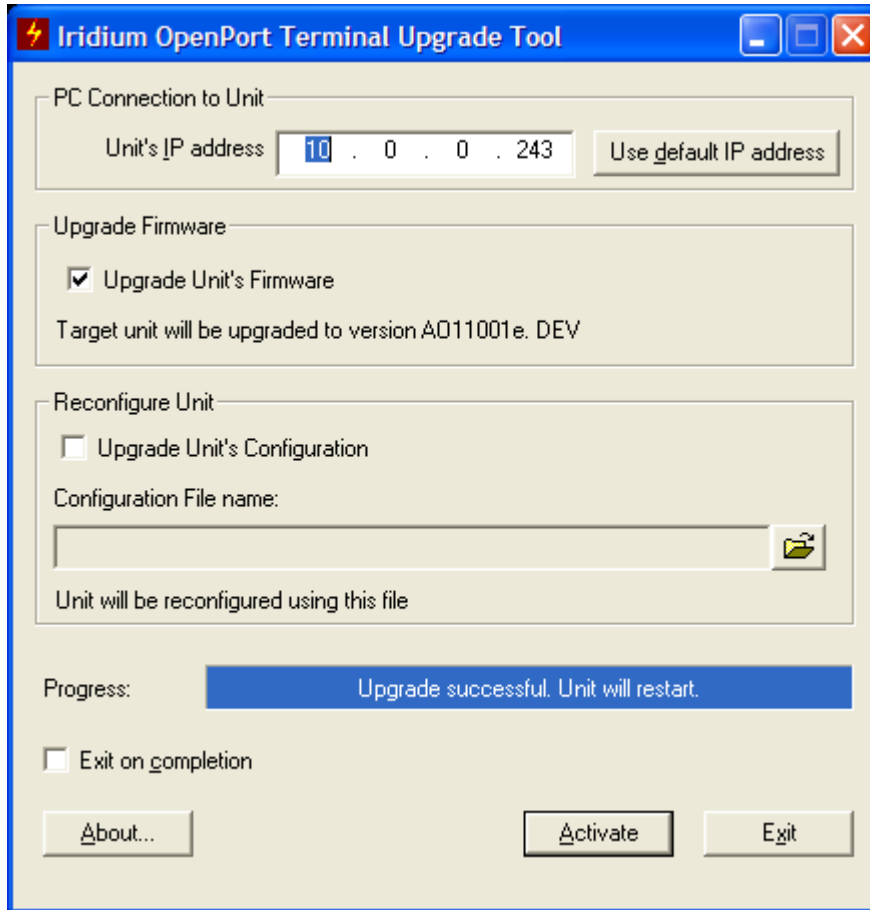 Iridium OpenPort Terminal Upgrade Tool
PC Connection to Unit
Unit's IP address 10 . 0 . 0 . 243 Use default IP address
Upgrade Firmware
Upgrade Unit's Firmware
Target unit will be upgraded to version AO11001e. DEV
Reconfigure Unit
Upgrade Unit's Configuration
Configuration File name:
Unit will be reconfigured using this file
Progress: Upgrade successful. Unit will restart.
Exit on completion
About... Activate Exit